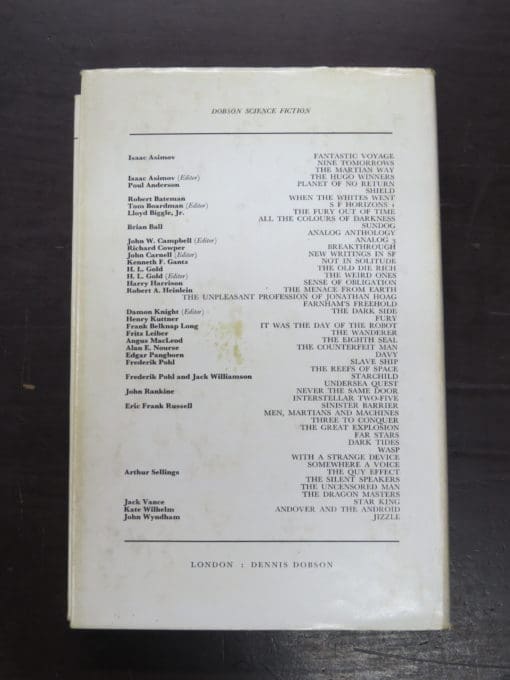 DOBSON SCIENCE FICTION
Isaac Asimov FANTASTIC VOYAGE
NINE TOMORROWS
THE MARTIAN WAY
Isaac Asimov (Editor) THE HUGO WINNERS
Poul Anderson PLANET OF NO RETURN
SHIELD
Robert Bateman WHEN THE WHITES WENT
Tom Boardman (Editor) S F HORIZONS 1
Lloyd Biggle, Jr. THE FURY OUT OF TIME
ALL THE COLOURS OF DARKNESS
Brian Ball SUNDOG
ANALOG ANTHOLOGY
John W. Campbell (Editor) ANALOG 3
Richard Cowper BREAKTHROUGH
John Carnell (Editor) NEW WRITINGS IN SF
Kenneth F. Gantz NOT IN SOLITUDE
H. L. Gold THE OLD DIE RICH
H. L. Gold (Editor) THE WEIRD ONES
Harry Harrison SENSE OF OBLIGATION
Robert A. Heinlein THE MENACE FROM EARTH
THE UNPLEASANT PROFESSION OF JONATHAN HOAG
FARNHAM'S FREEHOLD
Damon Knight (Editor) THE DARK SIDE
Henry Kuttner FURY
Frank Belknap Long IT WAS THE DAY OF THE ROBOT
Fritz Leiber THE WANDERER
Angus MacLeod THE EIGHTH SEAL
Alan E. Nourse THE COUNTERFEIT MAN
Edgar Pangborn DAVY
Frederik Pohl SLAVE SHIP
THE REEFS OF SPACE
Frederik Pohl and Jack Williamson STARCHILD
UNDERSEA QUEST
John Rankine NEVER THE SAME DOOR
INTERSTELLAR TWO-FIVE
Eric Frank Russell SINISTER BARRIER
MEN, MARTIANS AND MACHINES
THREE TO CONQUER
THE GREAT EXPLOSION
FAR STARS
DARK TIDES
WASP
WITH A STRANGE DEVICE
SOMEWHERE A VOICE
Arthur Sellings THE QUY EFFECT
THE SILENT SPEAKERS
THE UNCENSORED MAN
THE DRAGON MASTERS
Jack Vance STAR KING
Kate Wilhelm ANDOVER AND THE ANDROID
John Wyndham JIZZLE
LONDON : DENNIS DOBSON